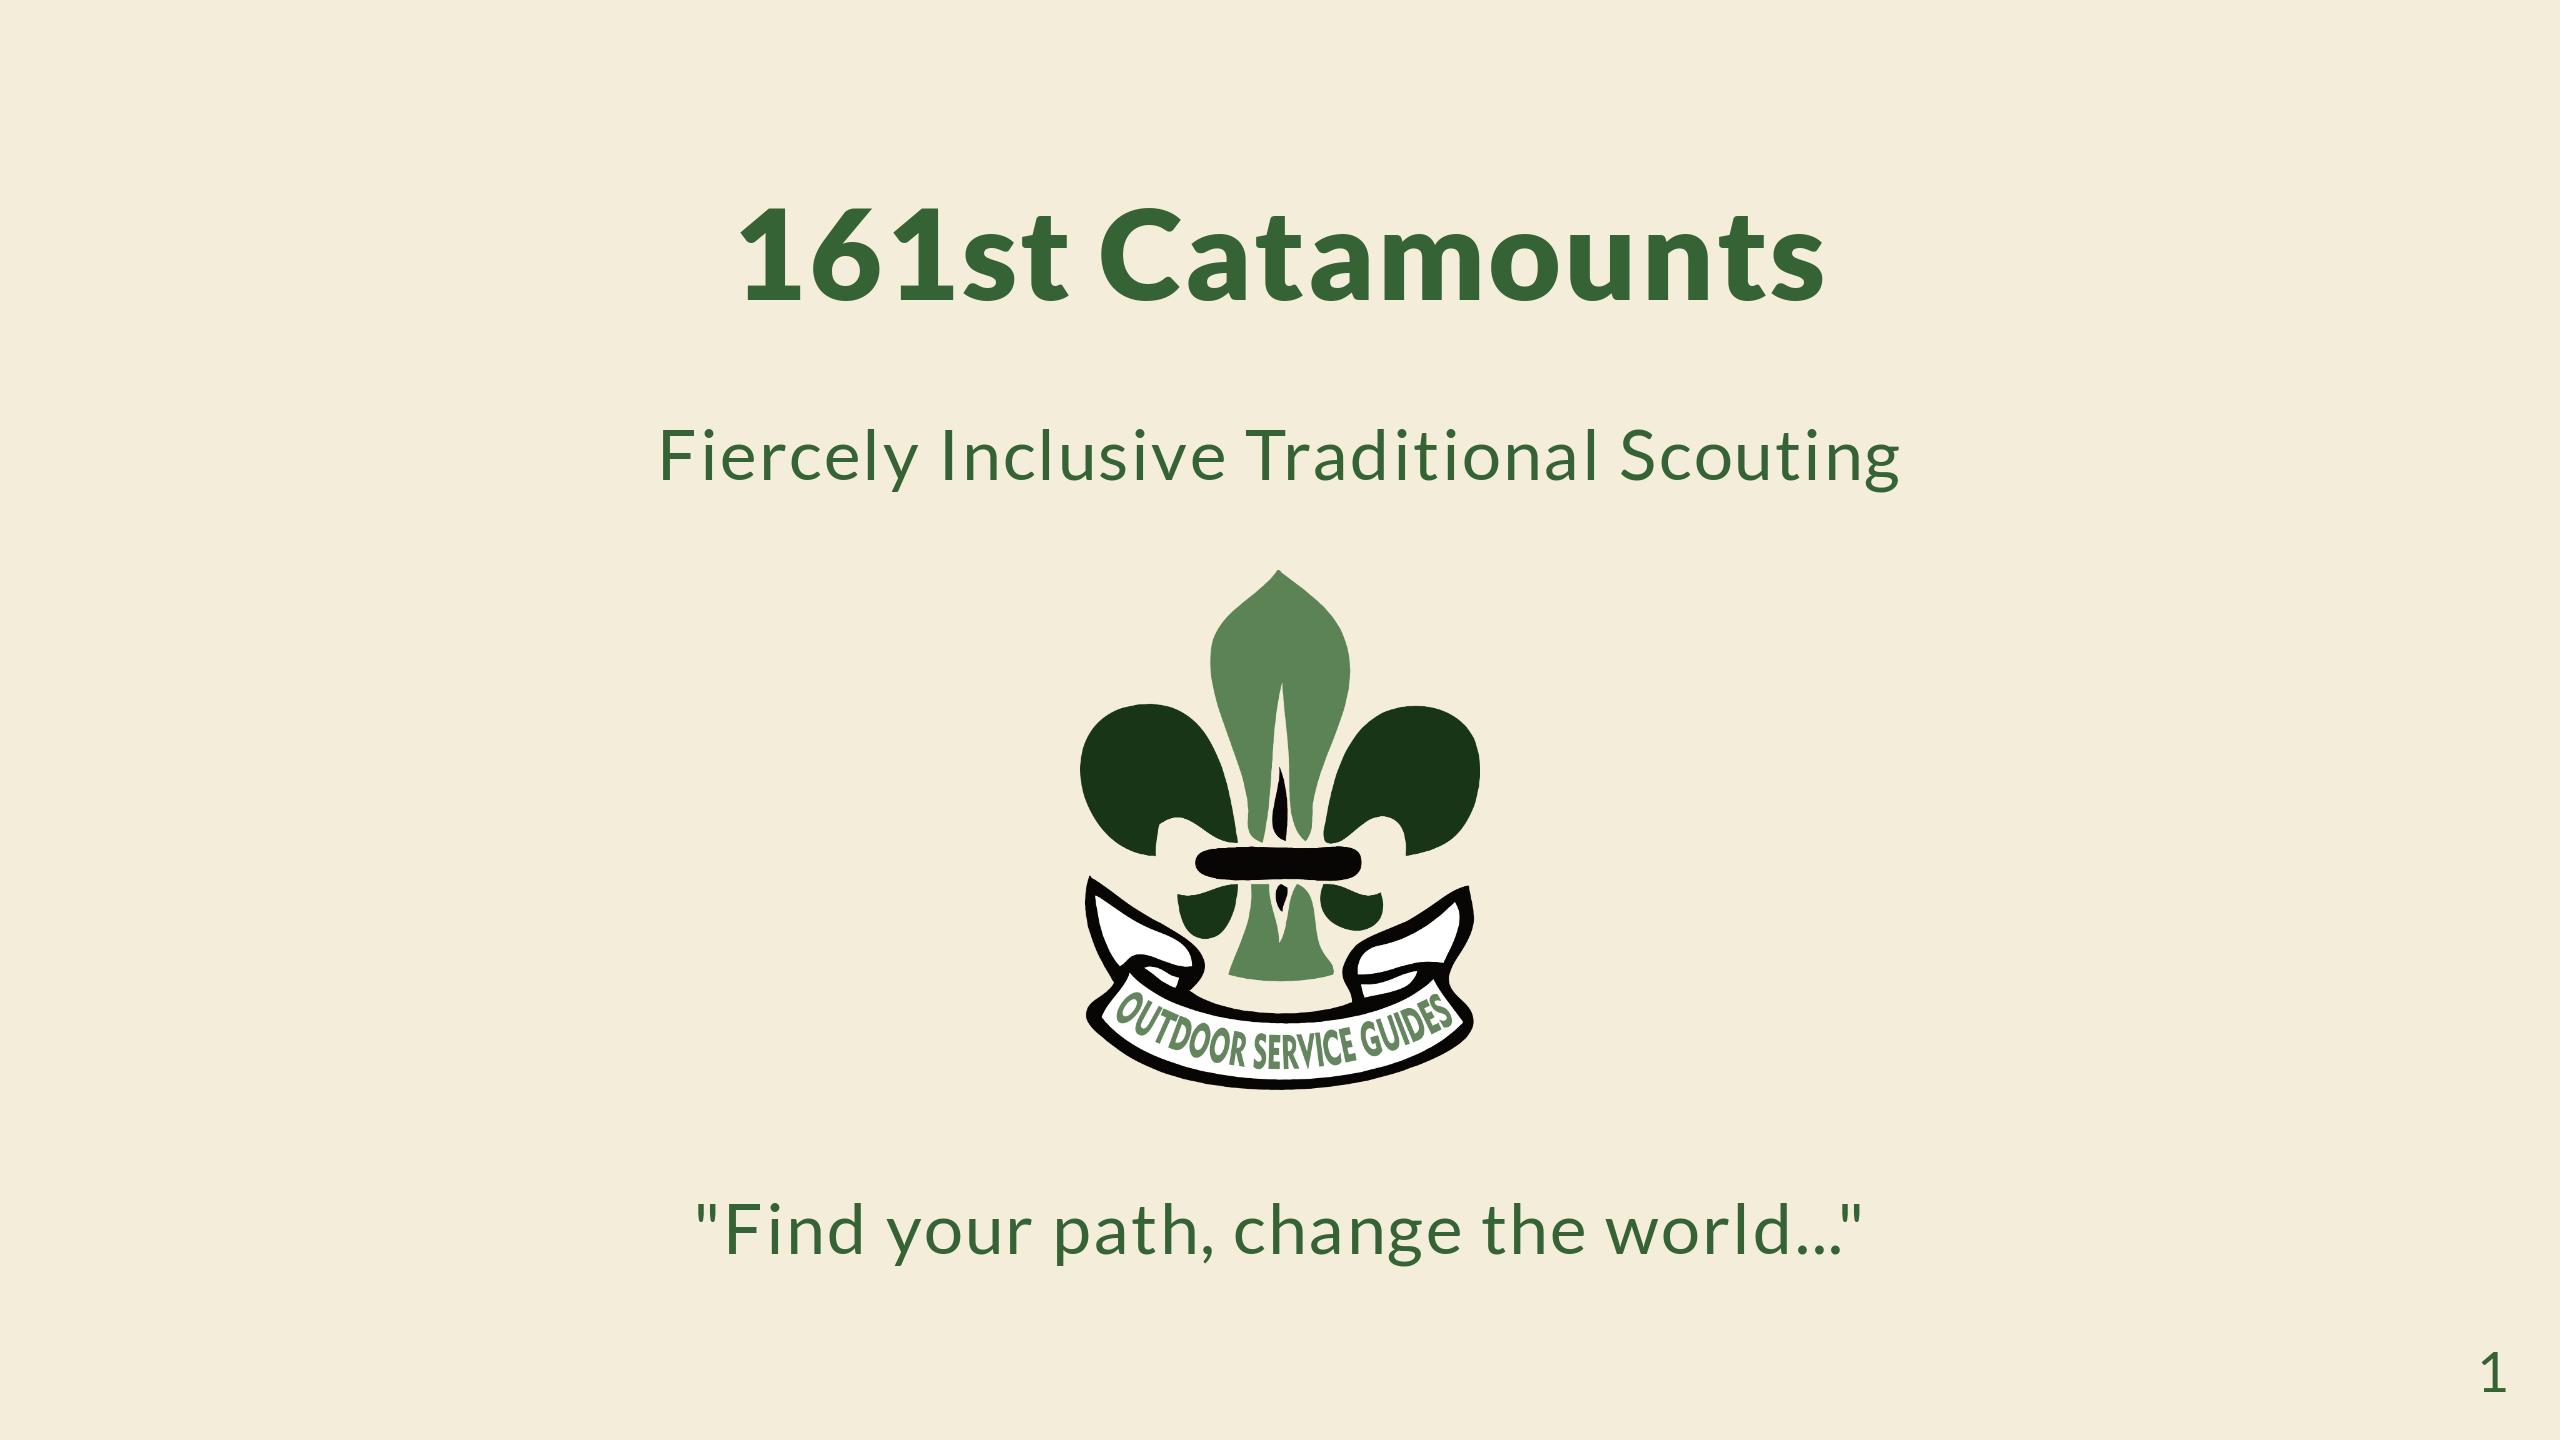 161st Catamounts
Fiercely Inclusive Traditional Scouting
OUTDOOR SERVICE GUIDES
"Find your path, change the world..."
1